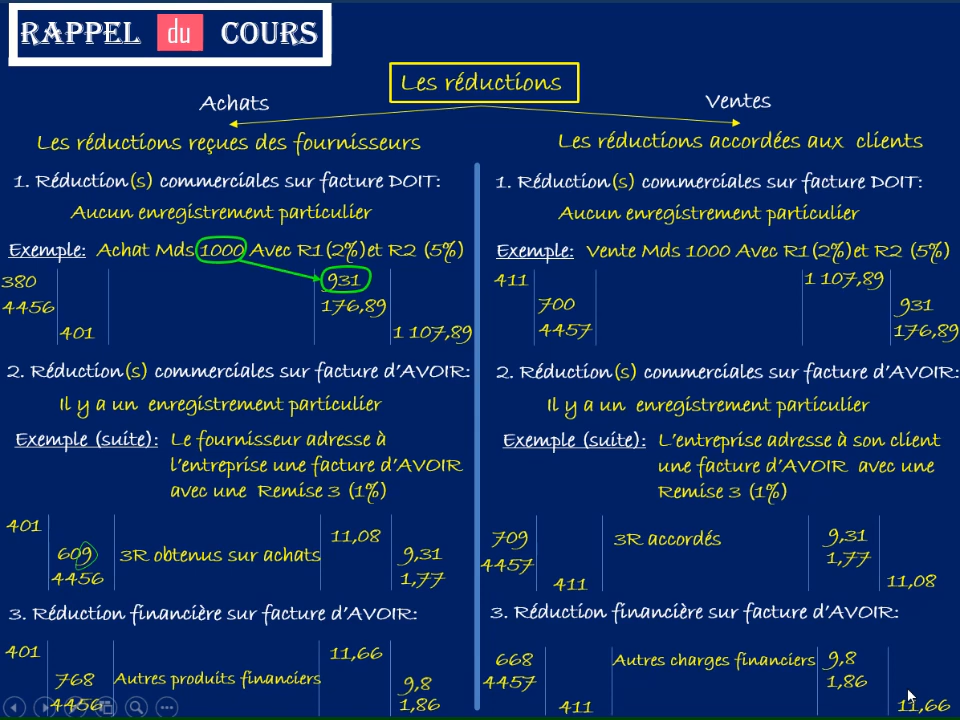 RAPPEL du COURS
Les réductions
Achats
Les réductions reçues des fournisseurs
1. Réduction(s) commerciales sur facture DOIT:
Aucun enregistrement particulier
Exemple: Achat Mds 1000 Avec R1(2%)et R2 (5%)
380 931
4456 176,89
401 1 107,89
2. Réduction(s) commerciales sur facture d'AVOIR:
Il y a un enregistrement particulier
Exemple (suite): Le fournisseur adresse à
l'entreprise une facture d'AVOIR
avec une Remise 3 (1%)
401 11,08
609 3R obtenus sur achats 9,31
4456 1,77
3. Réduction financière sur facture d'AVOIR:
401 11,66
768 Autres produits financiers 9,8
4456 1,86
Ventes
Les réductions accordées aux clients
1. Réduction(s) commerciales sur facture DOIT:
Aucun enregistrement particulier
Exemple: Vente Mds 1000 Avec R1(2%)et R2 (5%)
411 1 107,89
700 931
4457 176,89
2. Réduction(s) commerciales sur facture d'AVOIR:
Il y a un enregistrement particulier
Exemple (suite): L'entreprise adresse à son client
une facture d'AVOIR avec une
Remise 3 (1%)
709 3R accordés 9,31
4457 1,77
411 11,08
3. Réduction financière sur facture d'AVOIR:
668 Autres charges financiers 9,8
4457 1,86
411 11,66